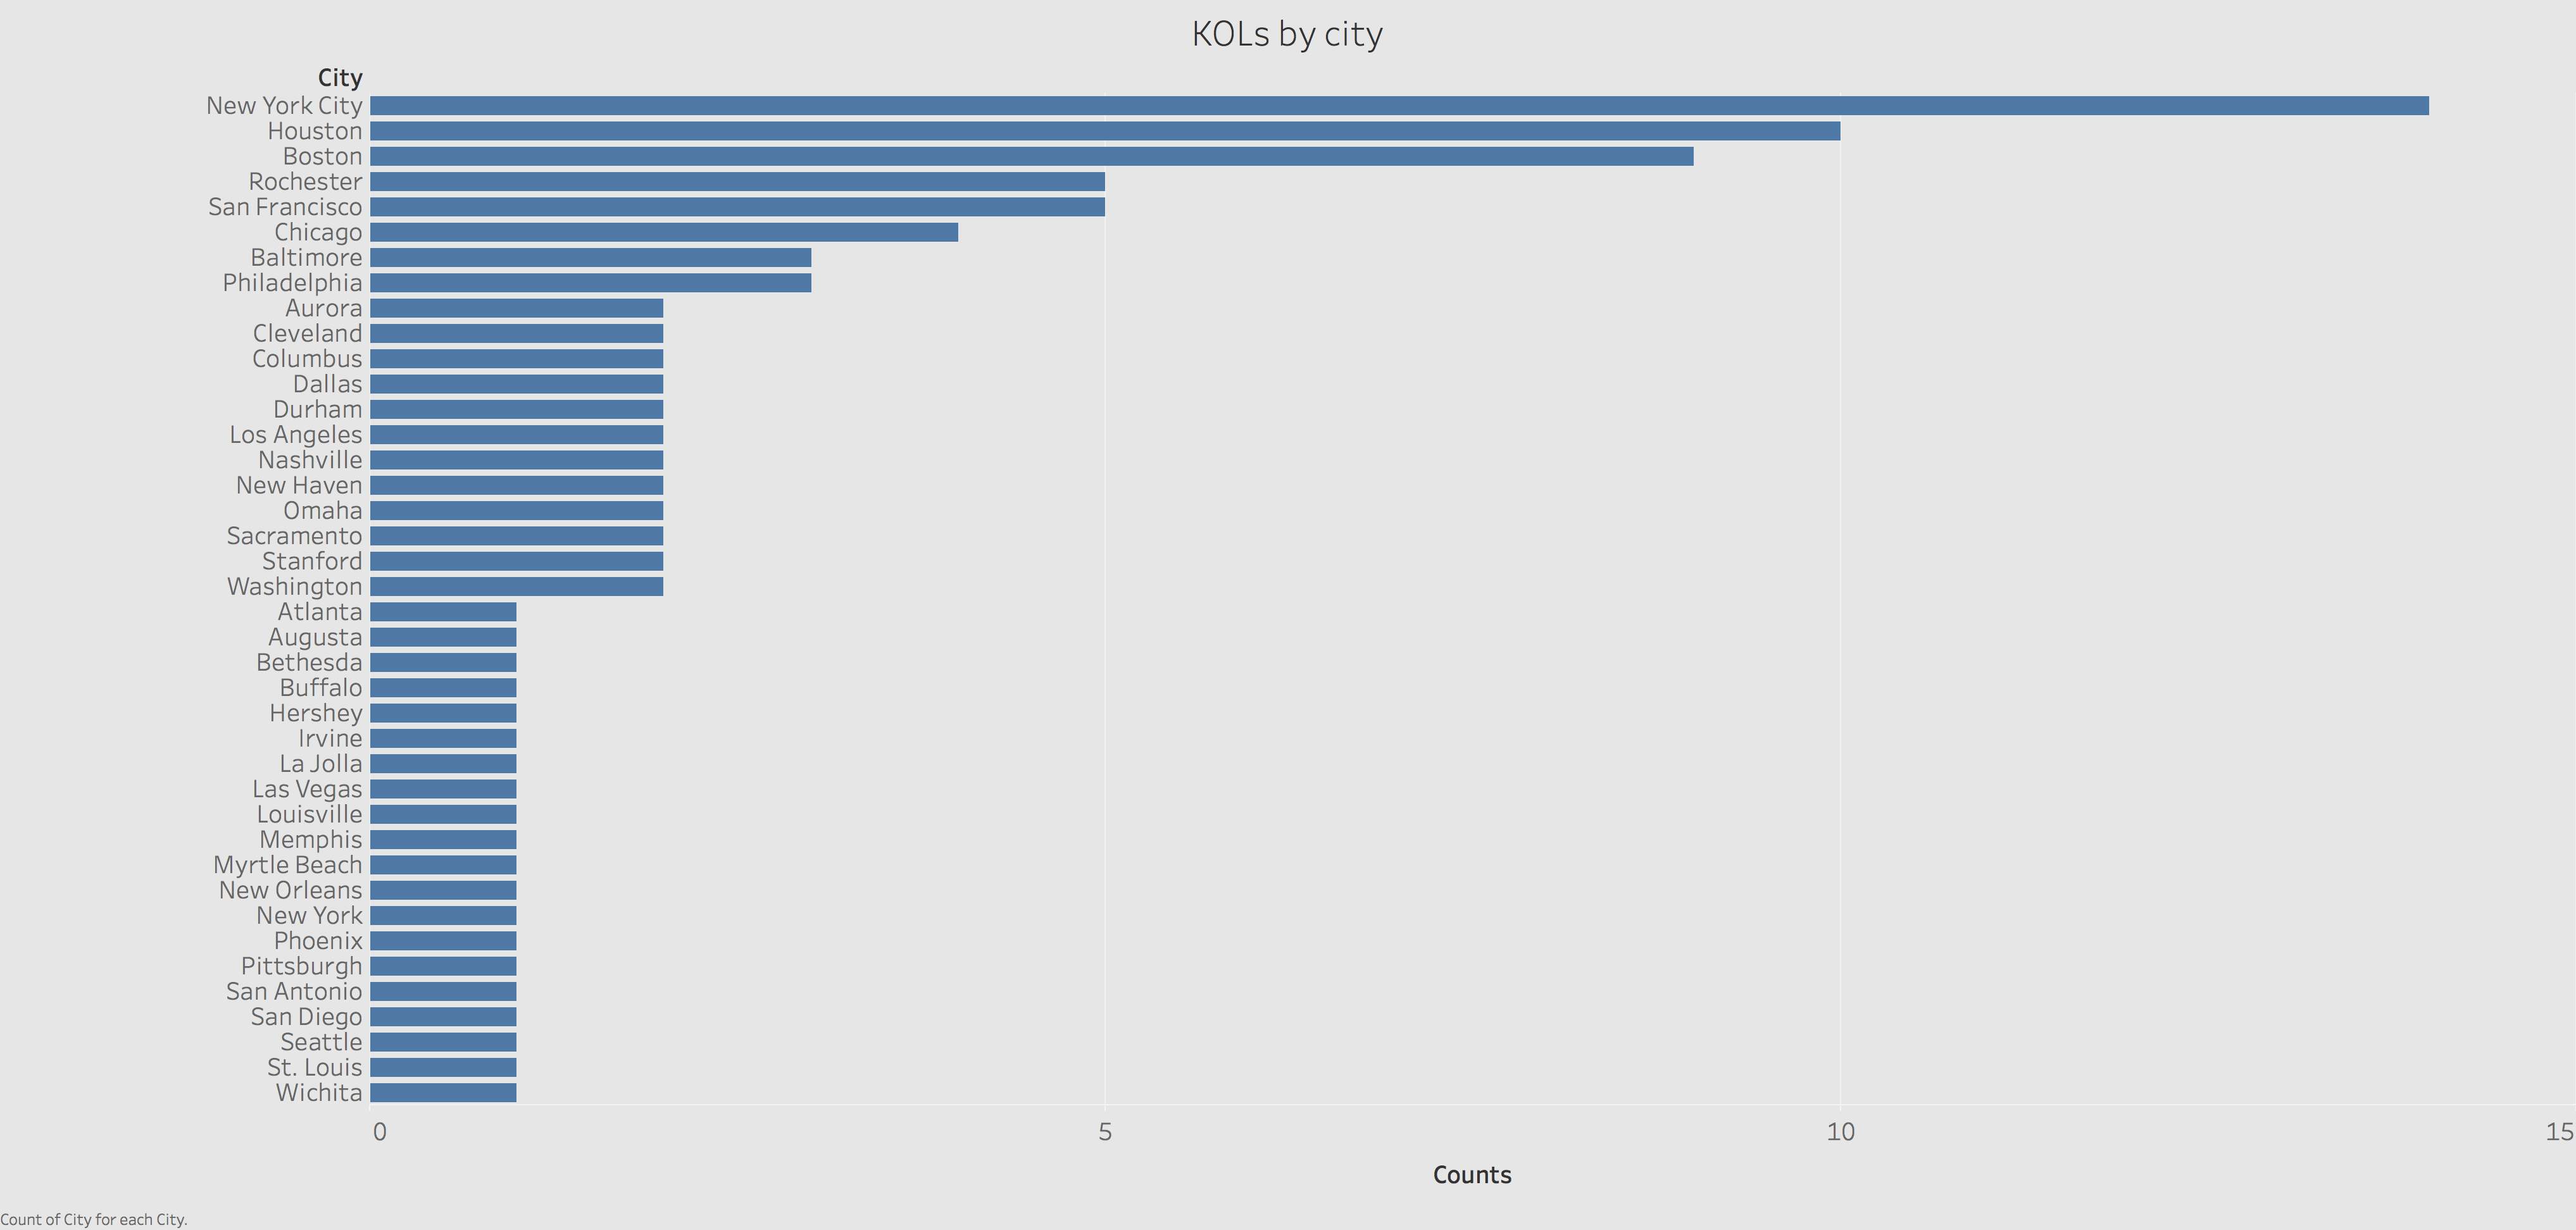 KOLs by city
City
New York City
Houston
Boston
Rochester
San Francisco
Chicago
Baltimore
Philadelphia
Aurora
Cleveland
Columbus
Dallas
Durham
Los Angeles
Nashville
New Haven
Omaha
Sacramento
Stanford
Washington
Atlanta
Augusta
Bethesda
Buffalo
Hershey
Irvine
La Jolla
Las Vegas
Louisville
Memphis
Myrtle Beach
New Orleans
New York
Phoenix
Pittsburgh
San Antonio
San Diego
Seattle
St. Louis
Wichita
0 5 10 15
Counts
Count of City for each City.